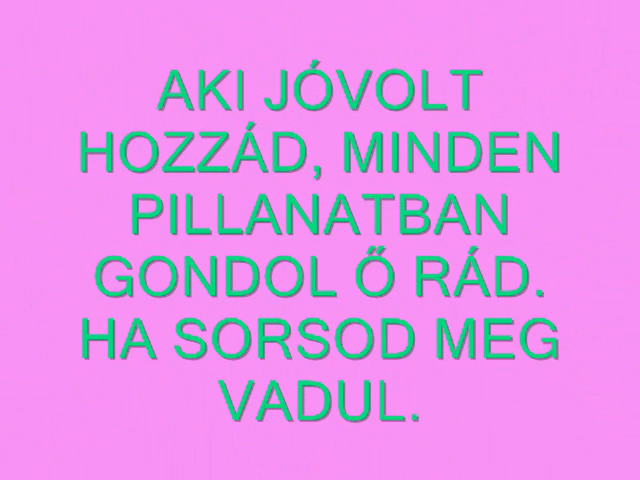 AKI JÓVOLT
HOZZÁD, MINDEN
PILLANATBAN
GONDOL Ő RÁD.
HA SORSOD MEG
VADUL.